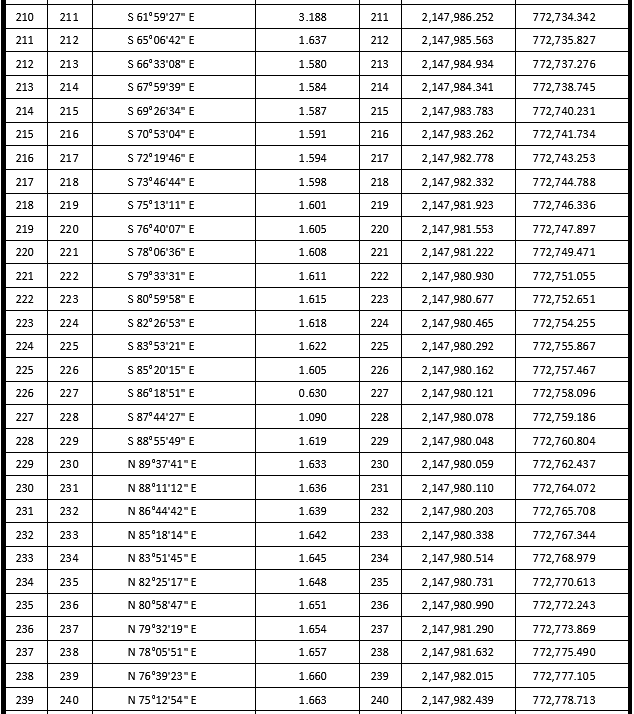 210 211 S 61°59'27" E 3.188 211 2,147,986.252 772,734.342
211 212 S 65°06'42" E 1.637 212 2,147,985.563 772,735.827
212 213 S 66°33'08" E 1.580 213 2,147,984.934 772,737.276
213 214 S 67°59'39" E 1.584 214 2,147,984.341 772,738.745
214 215 S 69°26'34" E 1.587 215 2,147,983.783 772,740.231
215 216 S 70°53'04" E 1.591 216 2,147,983.262 772,741.734
216 217 S 72°19'46" E 1.594 217 2,147,982.778 772,743.253
217 218 S 73°46'44" E 1.598 218 2,147,982.332 772,744.788
218 219 S 75°13'11" E 1.601 219 2,147,981.923 772,746.336
219 220 S 76°40'07" E 1.605 220 2,147,981.553 772,747.897
220 221 S 78°06'36" E 1.608 221 2,147,981.222 772,749.471
221 222 S 79°33'31" E 1.611 222 2,147,980.930 772,751.055
222 223 S 80°59'58" E 1.615 223 2,147,980.677 772,752.651
223 224 S 82°26'53" E 1.618 224 2,147,980.465 772,754.255
224 225 S 83°53'21" E 1.622 225 2,147,980.292 772,755.867
225 226 S 85°20'15" E 1.605 226 2,147,980.162 772,757.467
226 227 S 86°18'51" E 0.630 227 2,147,980.121 772,758.096
227 228 S 87°44'27" E 1.090 228 2,147,980.078 772,759.186
228 229 S 88°55'49" E 1.619 229 2,147,980.048 772,760.804
229 230 N 89°37'41" E 1.633 230 2,147,980.059 772,762.437
230 231 N 88°11'12" E 1.636 231 2,147,980.110 772,764.072
231 232 N 86°44'42" E 1.639 232 2,147,980.203 772,765.708
232 233 N 85°18'14" E 1.642 233 2,147,980.338 772,767.344
233 234 N 83°51'45" E 1.645 234 2,147,980.514 772,768.979
234 235 N 82°25'17" E 1.648 235 2,147,980.731 772,770.613
235 236 N 80°58'47" E 1.651 236 2,147,980.990 772,772.243
236 237 N 79°32'19" E 1.654 237 2,147,981.290 772,773.869
237 238 N 78°05'51" E 1.657 238 2,147,981.632 772,775.490
238 239 N 76°39'23" E 1.660 239 2,147,982.015 772,777.105
239 240 N 75°12'54" E 1.663 240 2,147,982.439 772,778.713